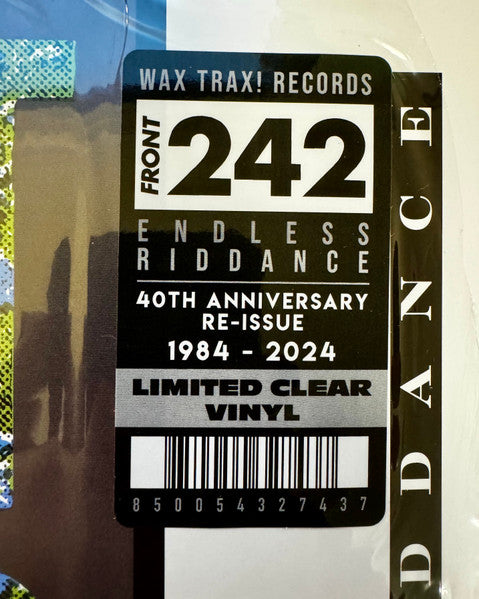 WAX TRAX! RECORDS
FRONT 242
ENDLESS
RIDDANCE
40TH ANNIVERSARY
RE-ISSUE
1984 - 2024
LIMITED CLEAR
VINYL
850054327437
DDANCE